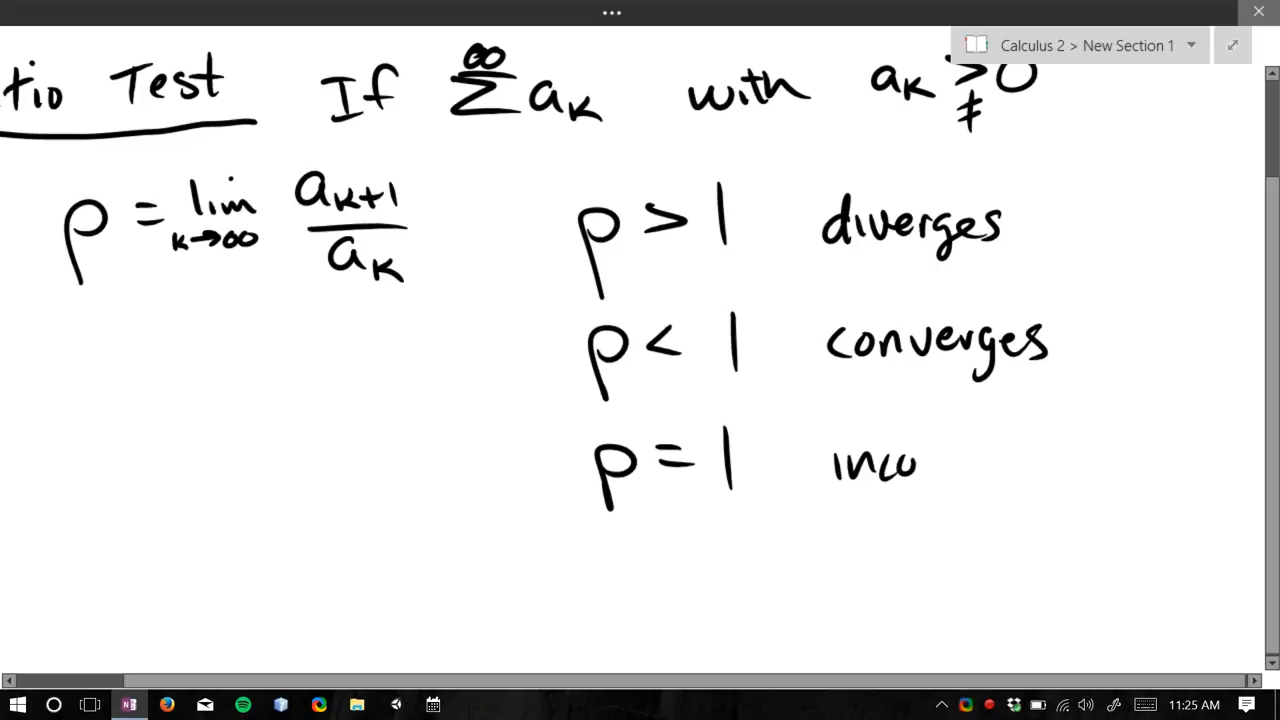 Calculus 2 > New Section 1
tio Test If ∞ Σ aₖ with aₖ ≥ 0 ≠
ρ = lim k→∞ aₖ₊₁ / aₖ
ρ > 1 diverges
ρ < 1 converges
ρ = 1 inco
11:25 AM